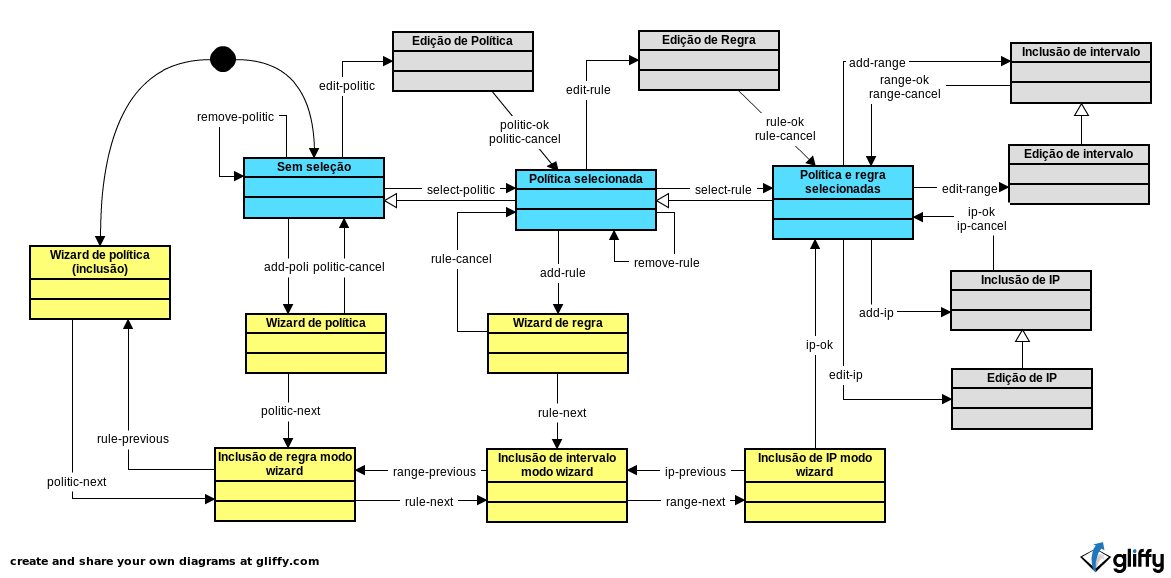 Edição de Política
Edição de Regra
Inclusão de intervalo
add-range
range-ok
range-cancel
edit-politic
edit-rule
remove-politic
politic-ok
politic-cancel
rule-ok
rule-cancel
Edição de intervalo
Sem seleção
Política selecionada
Política e regra
selecionadas
select-politic
select-rule
edit-range
ip-ok
ip-cancel
Wizard de política
(inclusão)
add-poli
politic-cancel
rule-cancel
add-rule
remove-rule
Inclusão de IP
add-ip
Wizard de política
Wizard de regra
ip-ok
edit-ip
Edição de IP
politic-next
rule-next
rule-previous
Inclusão de regra modo
wizard
Inclusão de intervalo
modo wizard
Inclusão de IP modo
wizard
range-previous
ip-previous
politic-next
rule-next
range-next
create and share your own diagrams at gliffy.com
gliffy